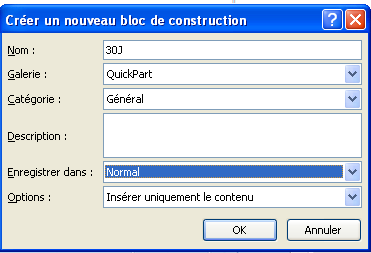 Créer un nouveau bloc de construction
Nom : 30J
Galerie : QuickPart
Catégorie : Général
Description :
Enregistrer dans : Normal
Options : Insérer uniquement le contenu
OK Annuler